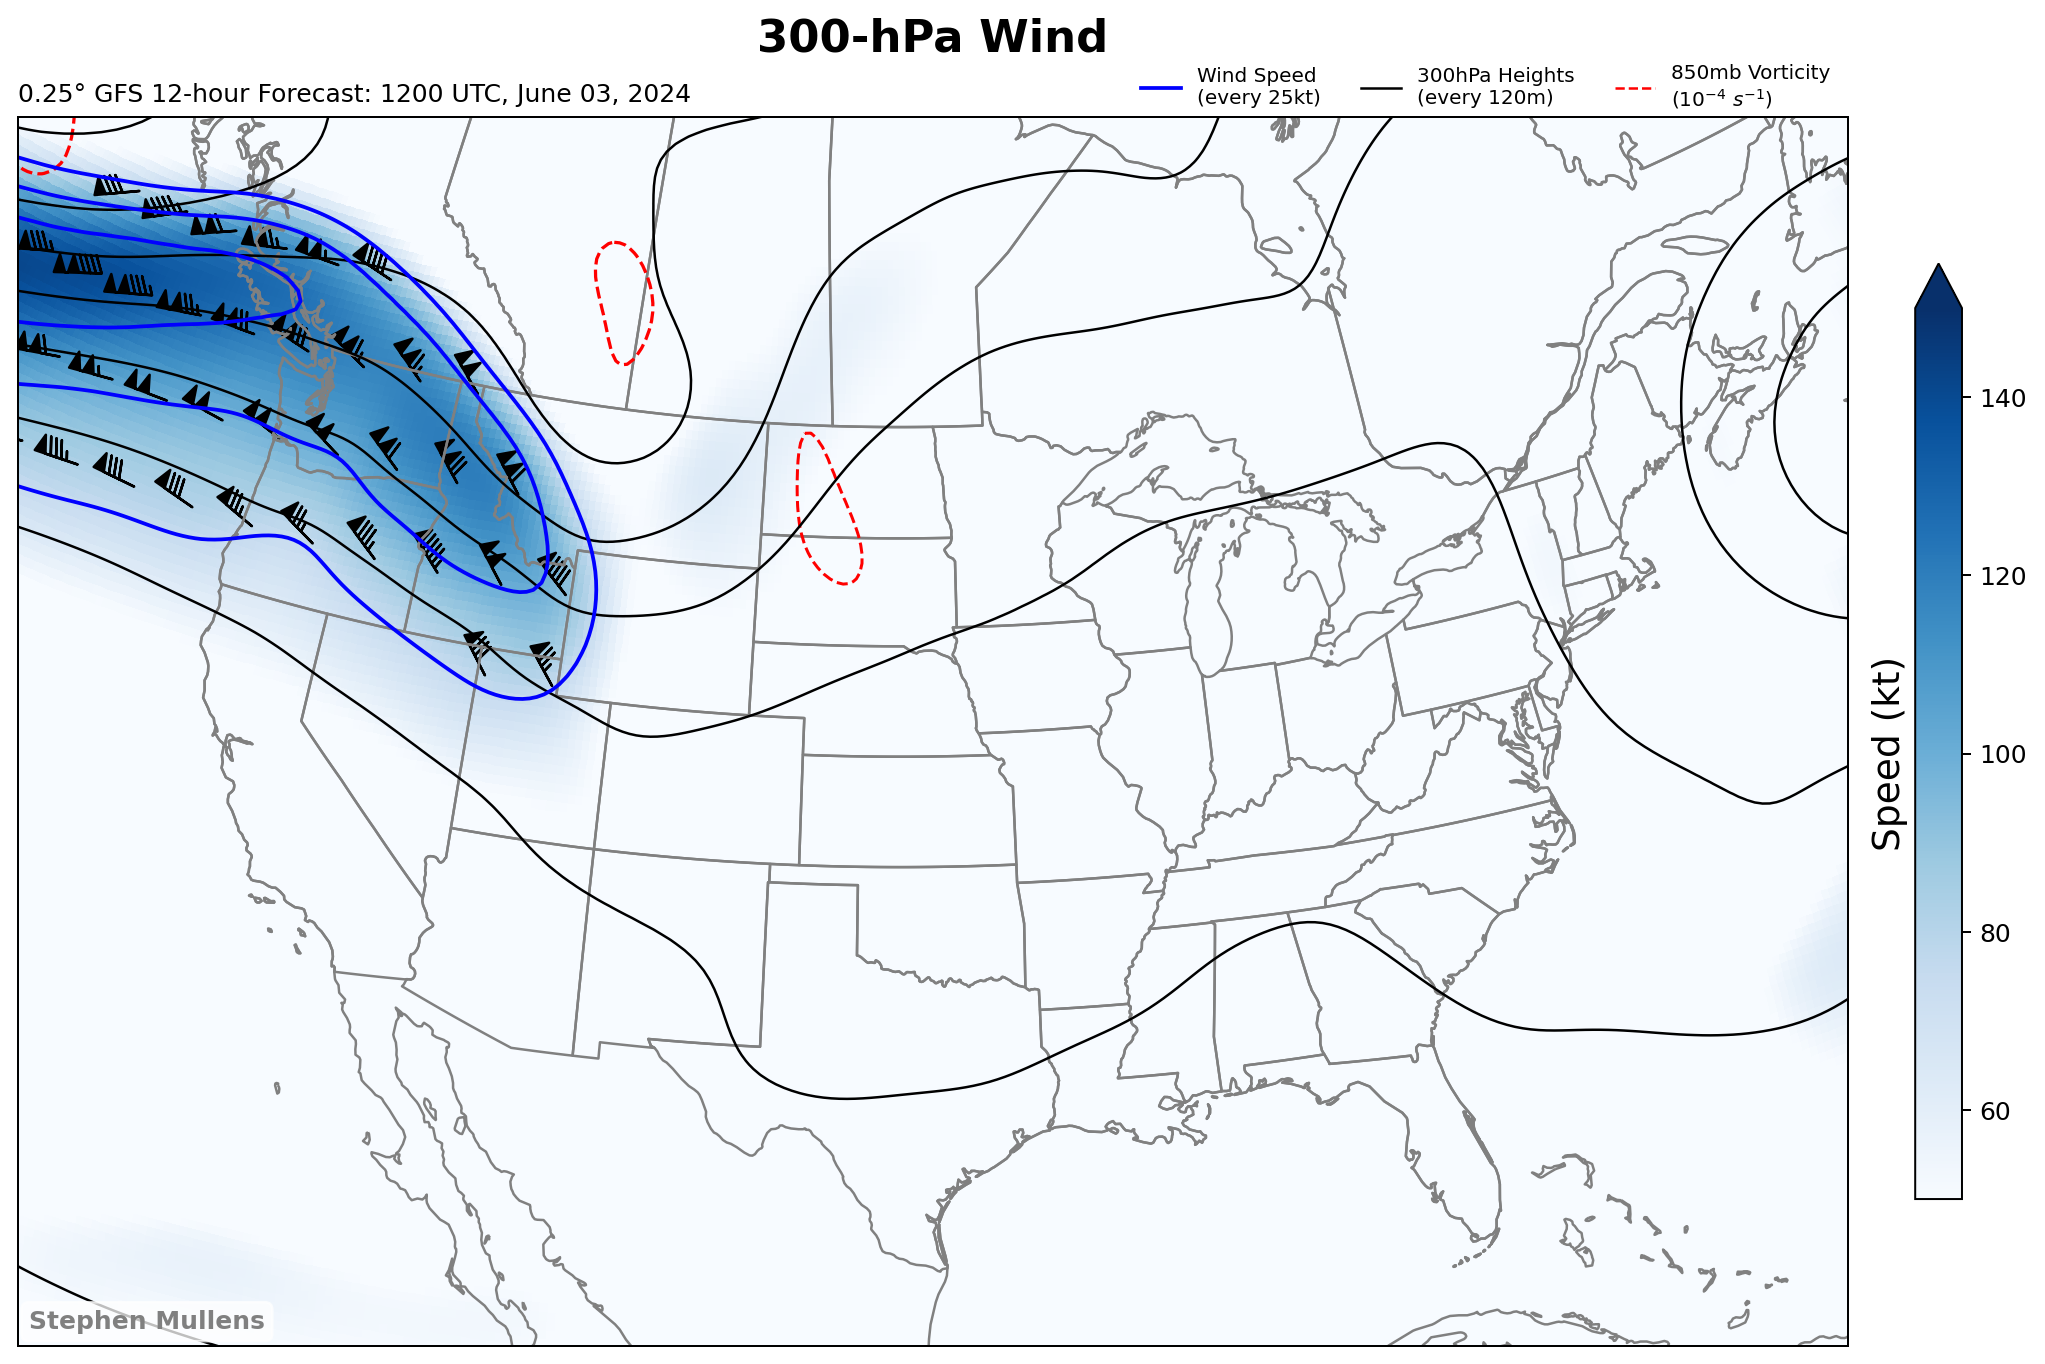 300-hPa Wind
0.25° GFS 12-hour Forecast: 1200 UTC, June 03, 2024
Wind Speed
(every 25kt)
300hPa Heights
(every 120m)
850mb Vorticity
(10⁻⁴ s⁻¹)
140
120
100
80
60
Speed (kt)
Stephen Mullens